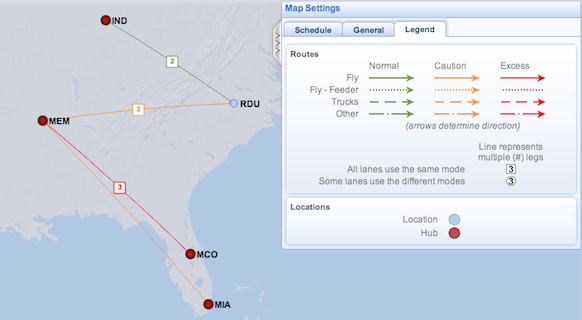 IND
2
RDU
2
MEM
3
MCO
MIA
Map Settings
Schedule General Legend
Routes
Normal Caution Excess
Fly
Fly - Feeder
Trucks
Other
(arrows determine direction)
Line represents
multiple (#) legs
All lanes use the same mode 3
Some lanes use the different modes 3
Locations
Location
Hub